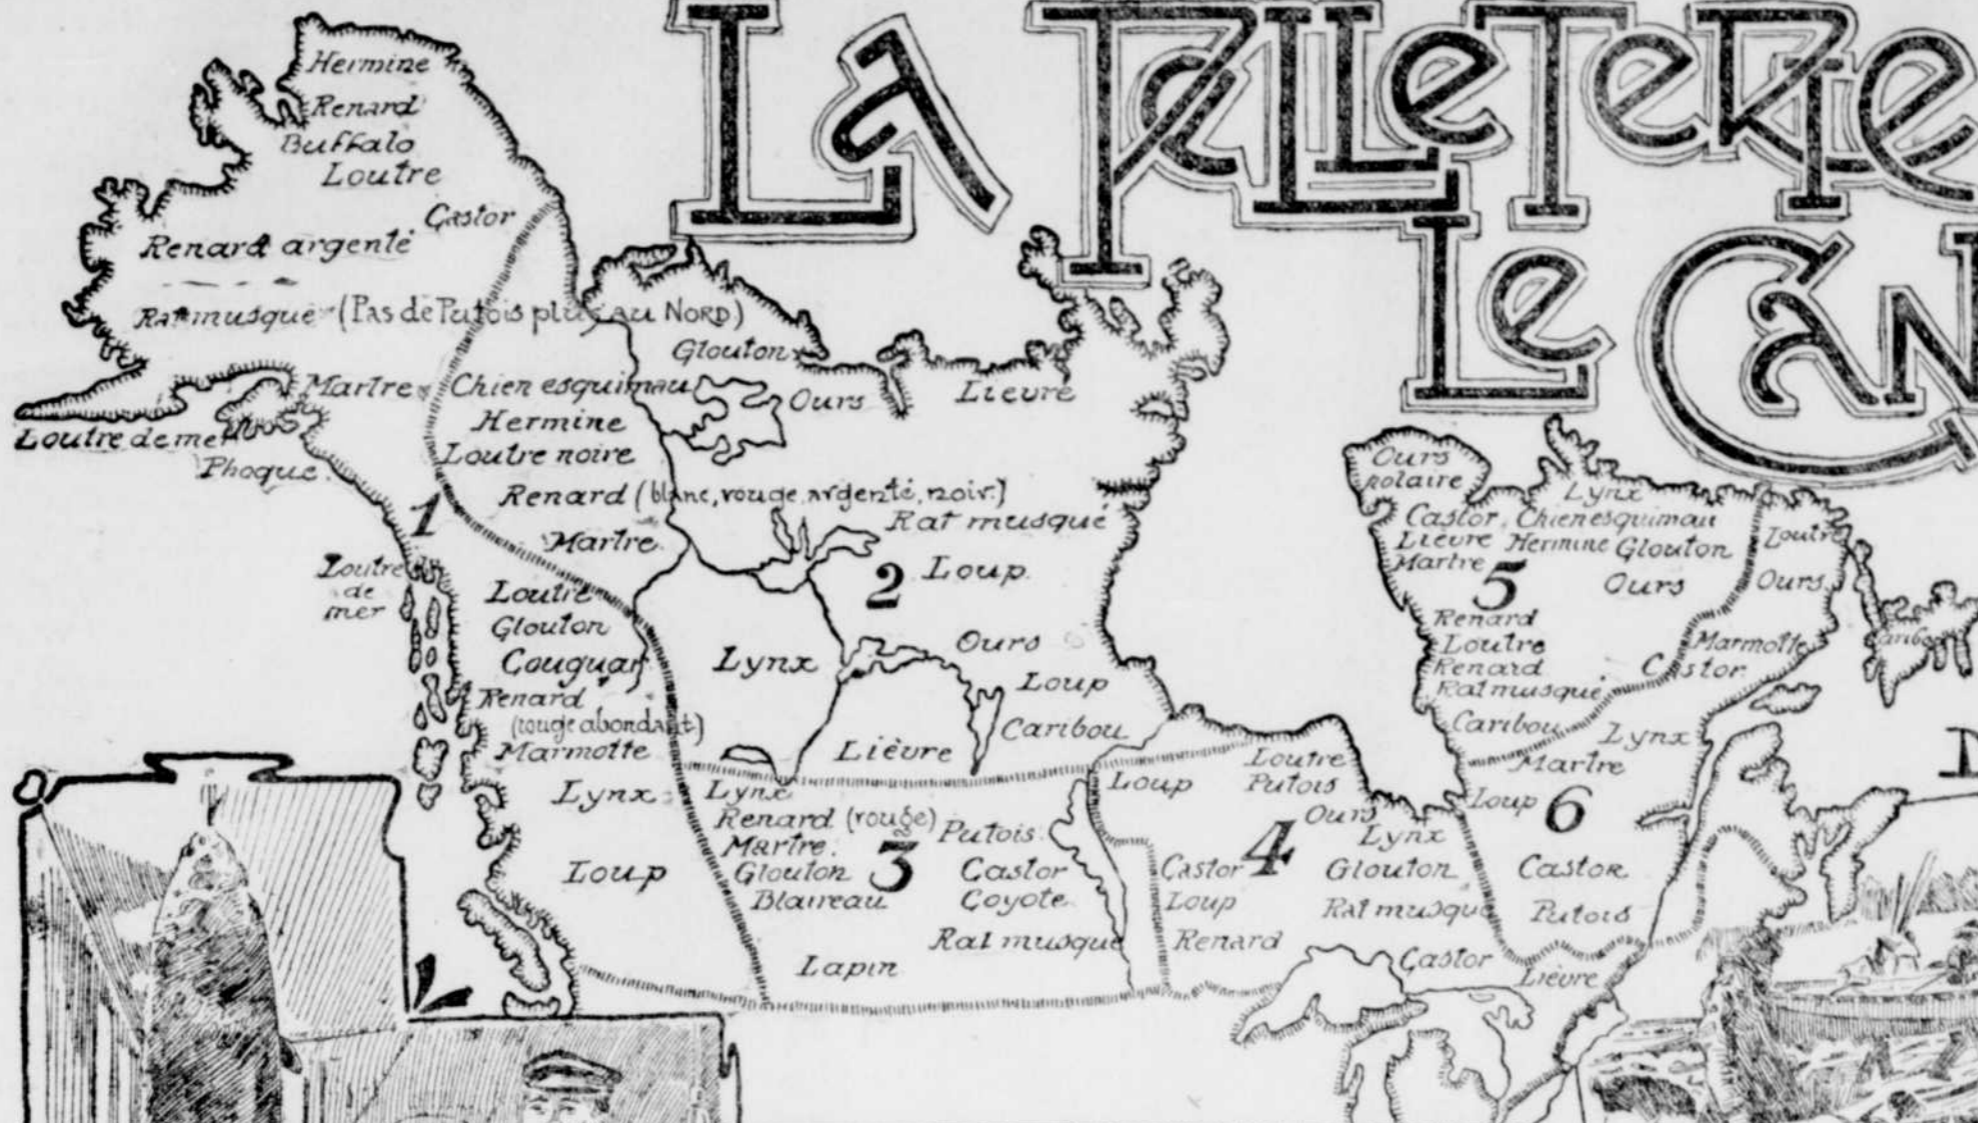 La Pelleterie
Le Can
Hermine
Renard
Buffalo
Loutre
Castor
Renard argenté
Rat musqué (Pas de Putois plus au Nord)
Glouton
Martre
Chien esquimau
Ours
Lievre
Hermine
Loutre de mer
Loutre noire
Phoque.
Renard (blanc, rouge, argenté, noir.)
1
Rat musqué
Martre
Loutre
de
mer
Loup
2
Loutre
Glouton
Couguar
Ours
Lynx
Loup
Renard
(rouge abondant)
Caribou
Marmotte
Lièvre
Lynx
Loup
Lynx
Renard (rouge)
Putois
Martre.
Glouton
3
Castor
Blaireau
Coyote
Rat musqué
Lapin
Loutre
Loup
Putois
Ours
Lynx
4
Castor
Glouton
Loup
Rat musqué
Renard
Castor
Lièvre
Ours
polaire
Lynx
Castor, Chien esquimau
Lièvre Hermine Glouton
Martre
Loutre
5
Ours
Ours
Renard
Loutre
Marmotte
Renard
Castor
Rat musqué
Caribou
Caribou
Lynx
Martre
Loup
6
Castor
Putois